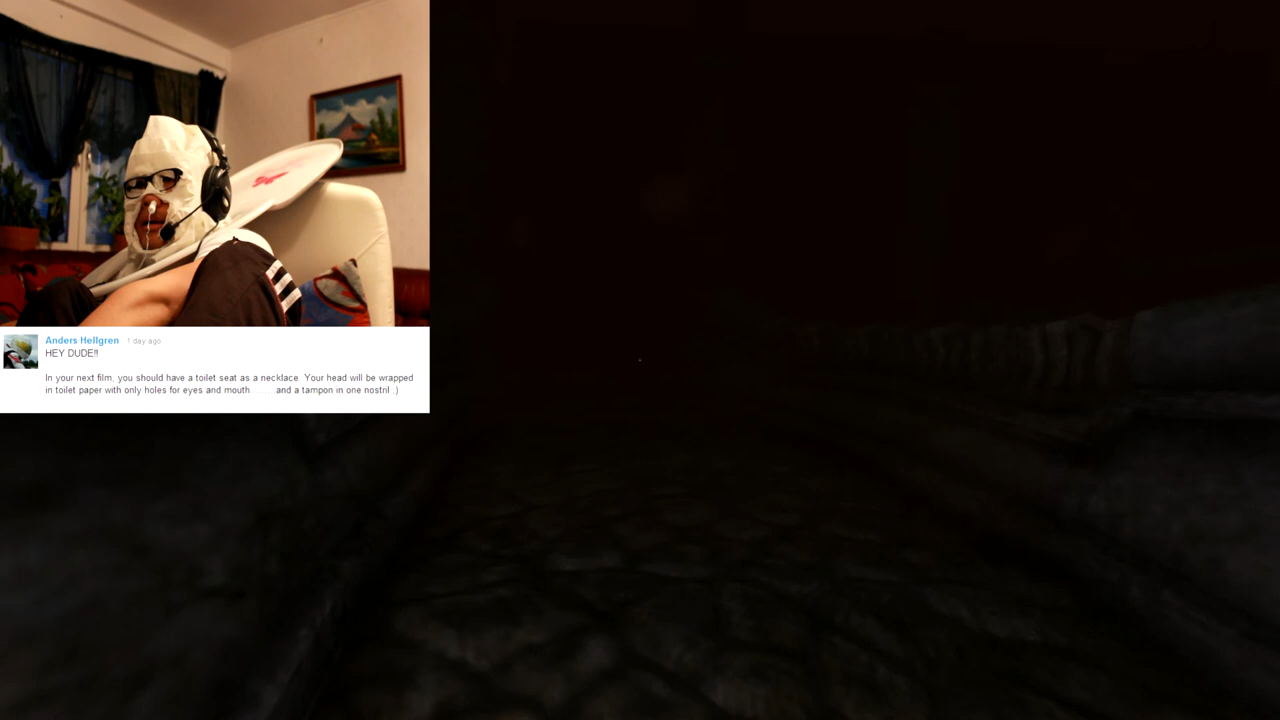 Anders Hellgren 1 day ago
HEY DUDE!!
In your next film, you should have a toilet seat as a necklace. Your head will be wrapped
in toilet paper with only holes for eyes and mouth.........and a tampon in one nostril :)